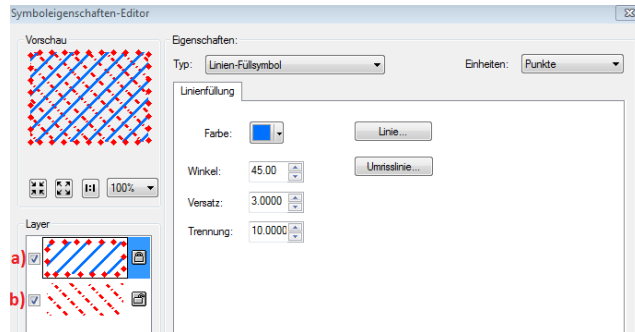 Symboleigenschaften-Editor
Vorschau
Eigenschaften:
Typ: Linien-Füllsymbol Einheiten: Punkte
Linienfüllung
Farbe: Linie...
Winkel: 45.00 Umrisslinie...
1:1 100%
Versatz: 3.0000
Layer
Trennung: 10.0000
a)
b)